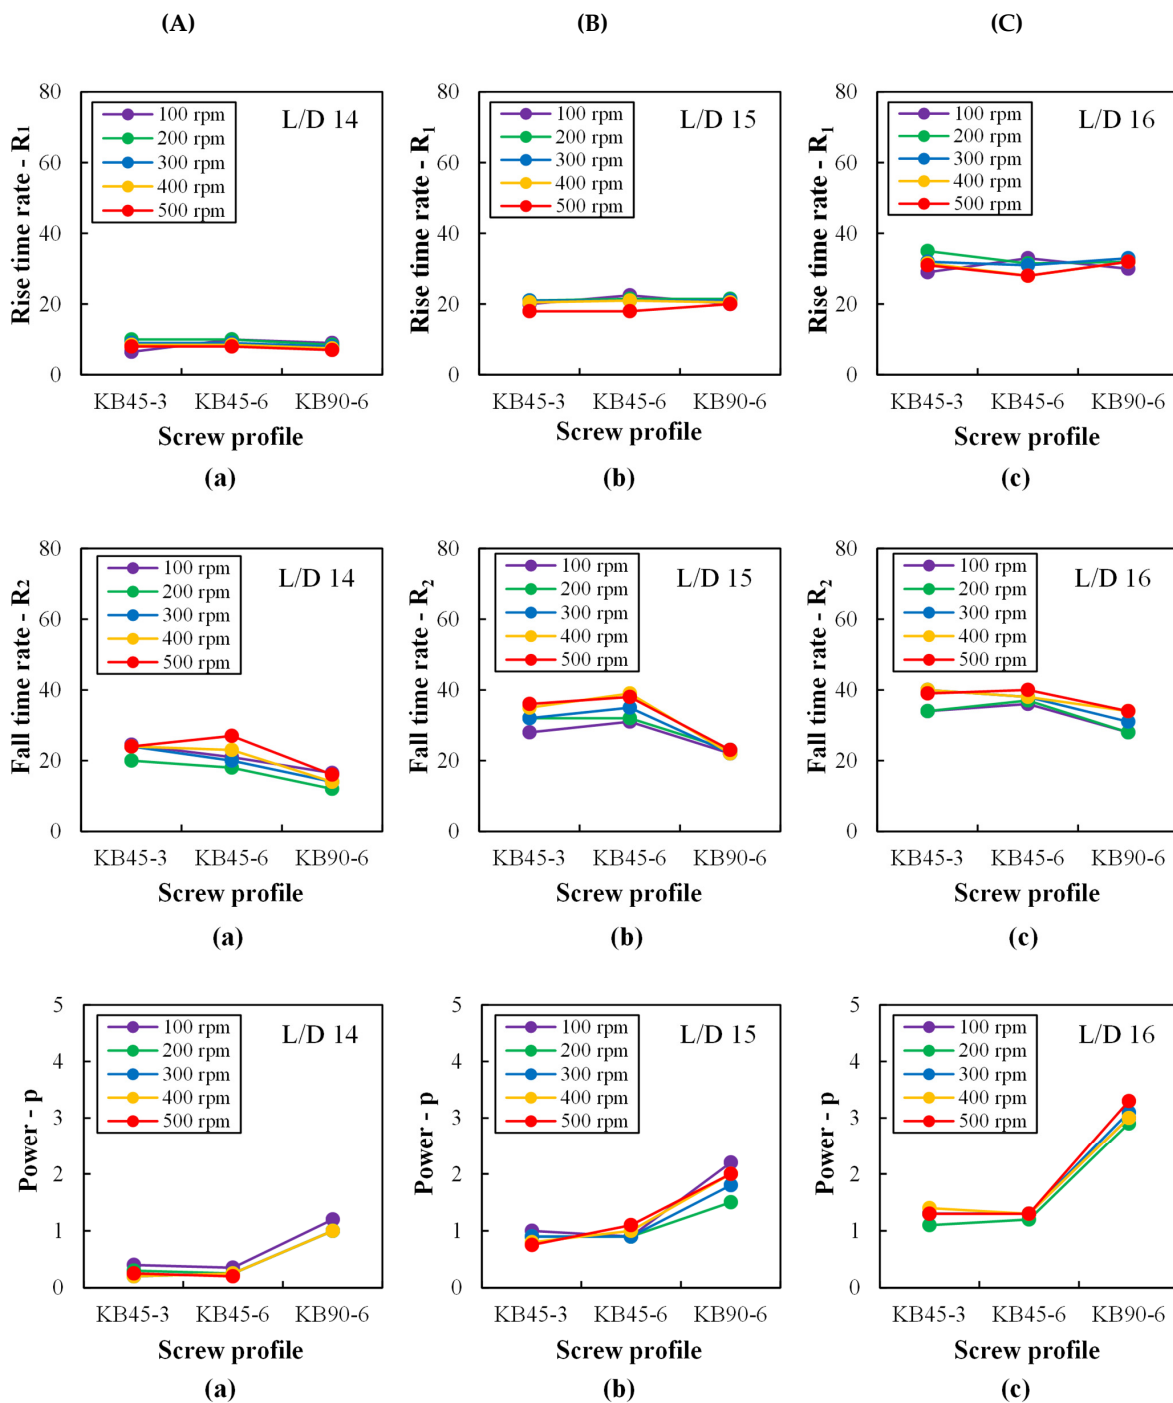 (A)
(B)
(C)
Rise time rate - R1
80
60
40
20
0
100 rpm
200 rpm
300 rpm
400 rpm
500 rpm
L/D 14
KB45-3 KB45-6 KB90-6
Screw profile
(a)
Rise time rate - R1
80
60
40
20
0
100 rpm
200 rpm
300 rpm
400 rpm
500 rpm
L/D 15
KB45-3 KB45-6 KB90-6
Screw profile
(b)
Rise time rate - R1
80
60
40
20
0
100 rpm
200 rpm
300 rpm
400 rpm
500 rpm
L/D 16
KB45-3 KB45-6 KB90-6
Screw profile
(c)
Fall time rate - R2
80
60
40
20
0
100 rpm
200 rpm
300 rpm
400 rpm
500 rpm
L/D 14
KB45-3 KB45-6 KB90-6
Screw profile
(a)
Fall time rate - R2
80
60
40
20
0
100 rpm
200 rpm
300 rpm
400 rpm
500 rpm
L/D 15
KB45-3 KB45-6 KB90-6
Screw profile
(b)
Fall time rate - R2
80
60
40
20
0
100 rpm
200 rpm
300 rpm
400 rpm
500 rpm
L/D 16
KB45-3 KB45-6 KB90-6
Screw profile
(c)
Power - p
5
4
3
2
1
0
100 rpm
200 rpm
300 rpm
400 rpm
500 rpm
L/D 14
KB45-3 KB45-6 KB90-6
Screw profile
(a)
Power - p
5
4
3
2
1
0
100 rpm
200 rpm
300 rpm
400 rpm
500 rpm
L/D 15
KB45-3 KB45-6 KB90-6
Screw profile
(b)
Power - p
5
4
3
2
1
0
100 rpm
200 rpm
300 rpm
400 rpm
500 rpm
L/D 16
KB45-3 KB45-6 KB90-6
Screw profile
(c)